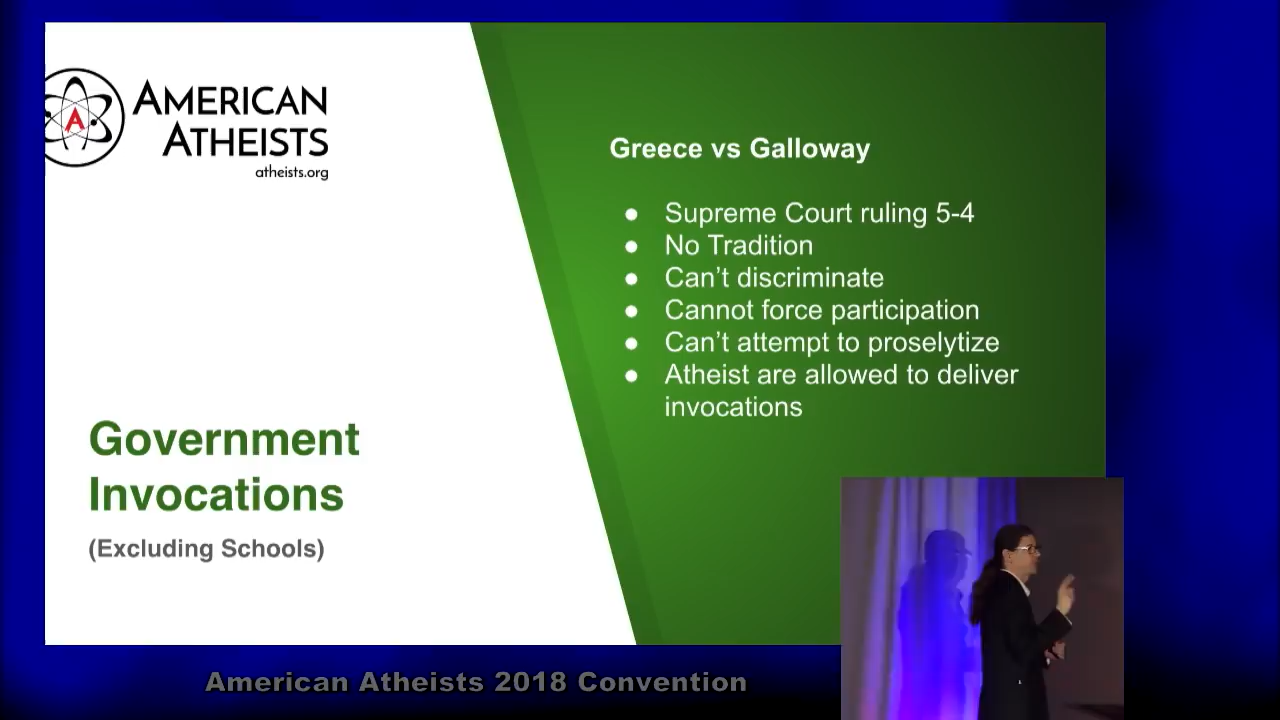 AMERICAN
ATHEISTS
atheists.org
Government
Invocations
(Excluding Schools)
Greece vs Galloway
● Supreme Court ruling 5-4
● No Tradition
● Can’t discriminate
● Cannot force participation
● Can’t attempt to proselytize
● Atheist are allowed to deliver
invocations
American Atheists 2018 Convention